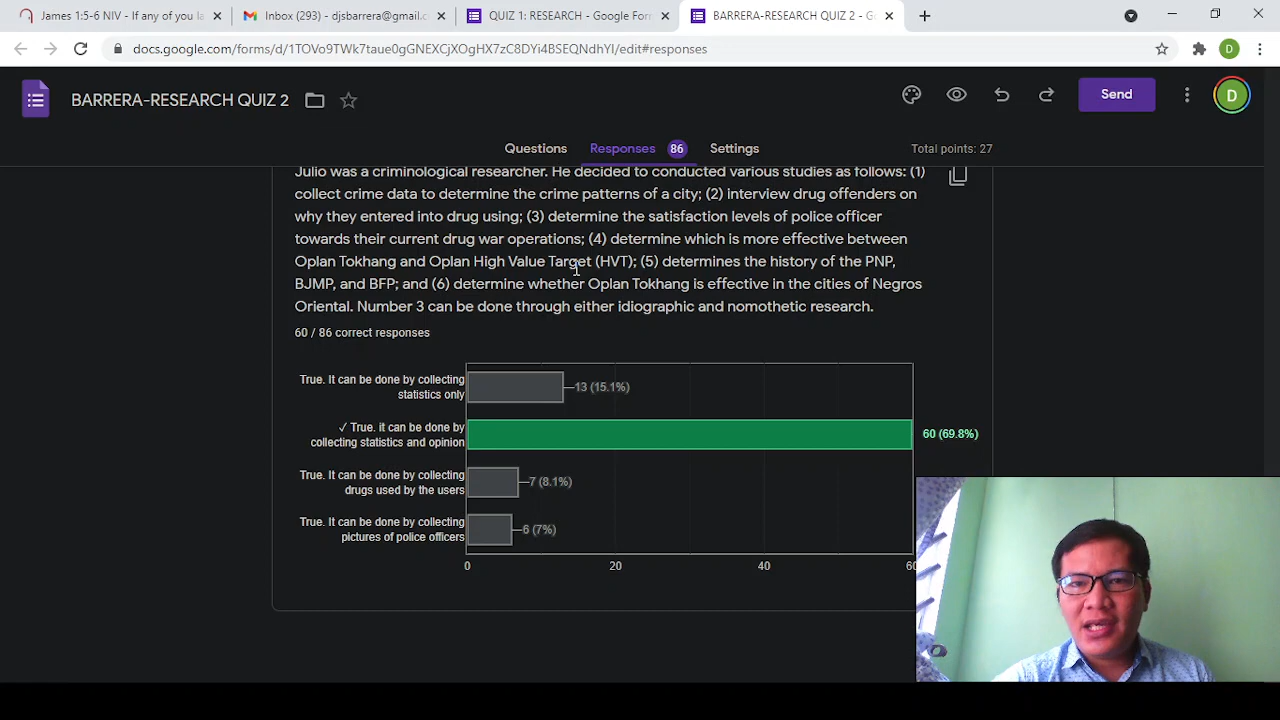 James 1:5-6 NIV - If any of you la
Inbox (293) - djsbarrera@gmail.c
QUIZ 1: RESEARCH - Google Form
BARRERA-RESEARCH QUIZ 2 - Go
docs.google.com/forms/d/1TOVo9TWk7taue0gGNEXCjXOgHX7zC8DYi4BSEQNdhYI/edit#responses
D
BARRERA-RESEARCH QUIZ 2
Send
D
Questions
Responses 86
Settings
Total points: 27
Julio was a criminological researcher. He decided to conducted various studies as follows: (1)
collect crime data to determine the crime patterns of a city; (2) interview drug offenders on
why they entered into drug using; (3) determine the satisfaction levels of police officer
towards their current drug war operations; (4) determine which is more effective between
Oplan Tokhang and Oplan High Value Target (HVT); (5) determines the history of the PNP,
BJMP, and BFP; and (6) determine whether Oplan Tokhang is effective in the cities of Negros
Oriental. Number 3 can be done through either idiographic and nomothetic research.
60 / 86 correct responses
True. It can be done by collecting
statistics only
13 (15.1%)
✓ True. it can be done by
collecting statistics and opinion
60 (69.8%)
True. It can be done by collecting
drugs used by the users
7 (8.1%)
True. It can be done by collecting
pictures of police officers
6 (7%)
0
20
40
60